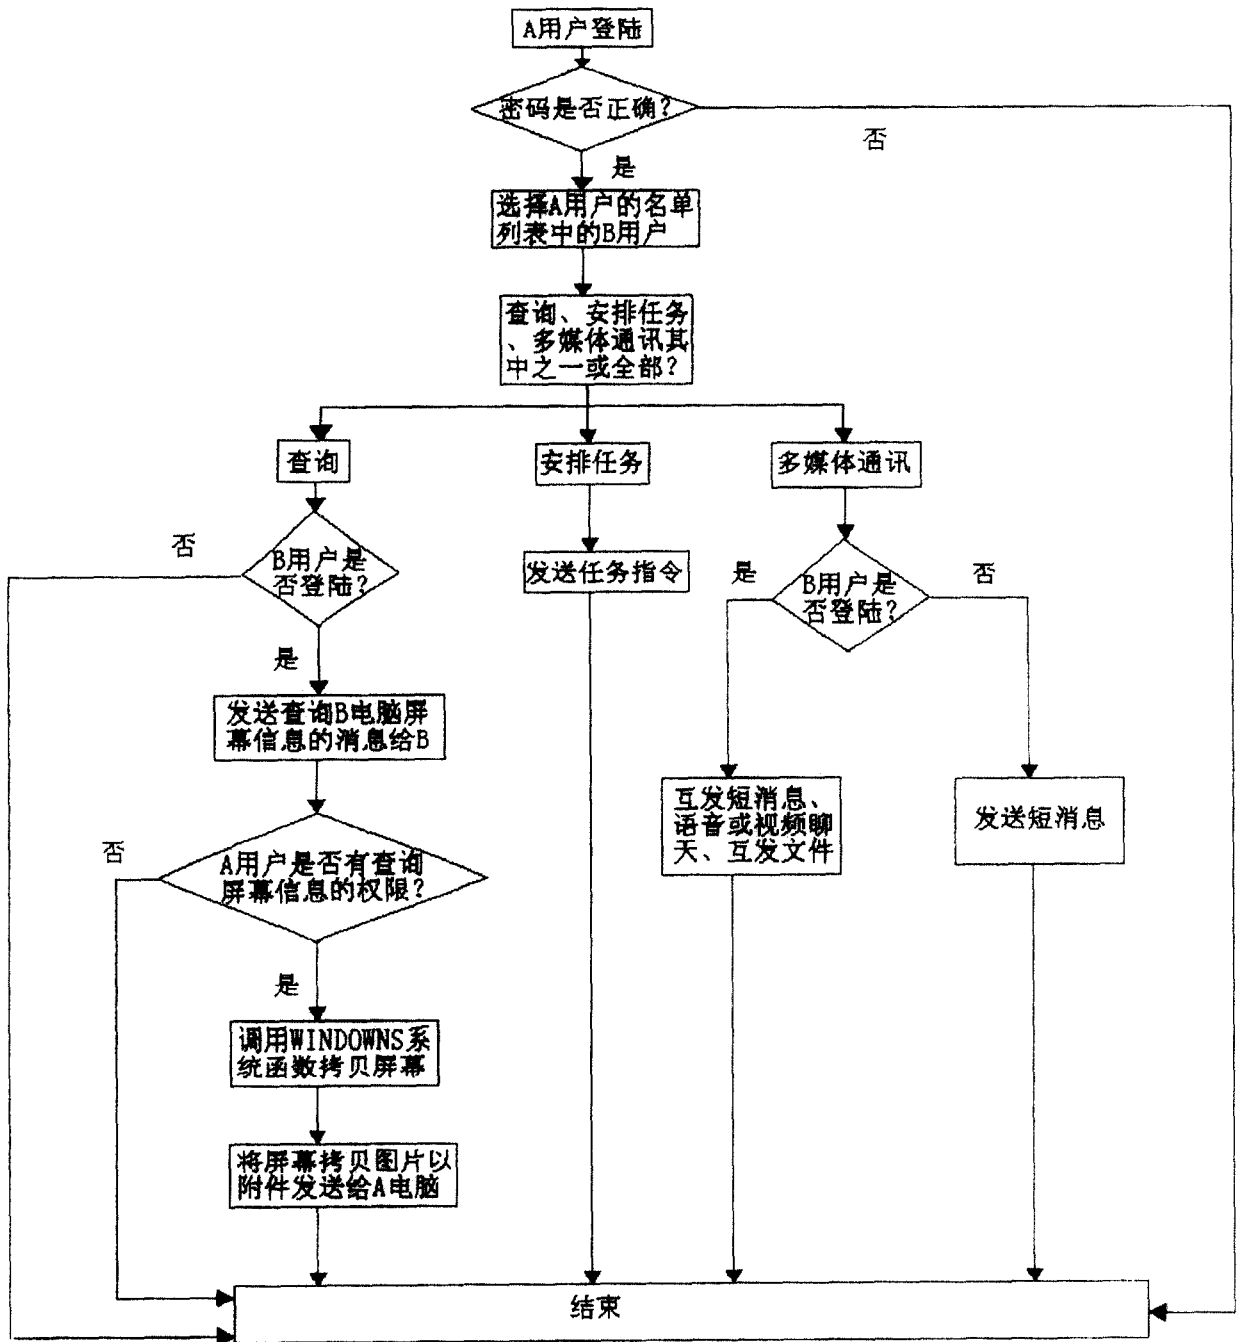 A用户登陆
密码是否正确?
否
是
选择A用户的名单
列表中的B用户
查询、安排任务
、多媒体通讯其
中之一或全部?
查询
安排任务
多媒体通讯
否
B用户是
否登陆?
发送任务指令
是
B用户是
否登陆?
否
是
发送查询B电脑屏
幕信息的消息给B
互发短消息、
语音或视频聊
天、互发文件
发送短消息
否
A用户是否有查询
屏幕信息的权限?
是
调用WINDOWNS系
统函数拷贝屏幕
将屏幕拷贝图片以
附件发送给A电脑
结束